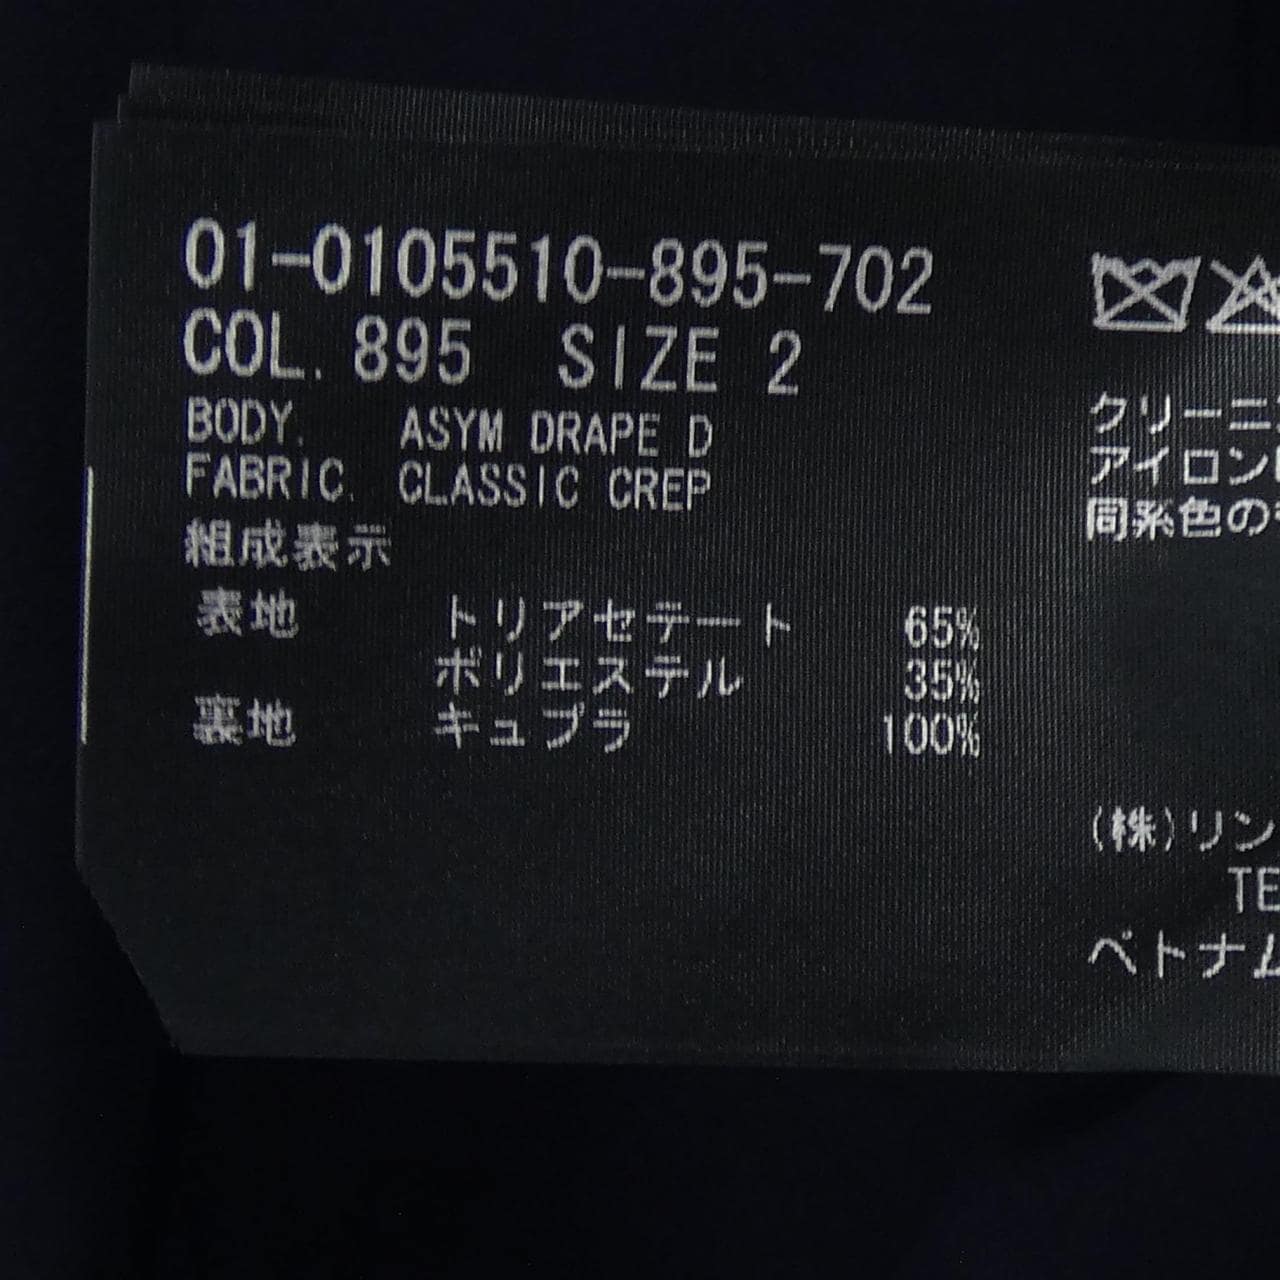 01-0105510-895-702
COL. 895 SIZE 2
BODY. ASYM DRAPE D
FABRIC. CLASSIC CREP
組成表示
表地 トリアセテート 65%
ポリエステル 35%
裏地 キュプラ 100%
クリーニ
アイロン
同系色の
(株)リン
TE
ベトナム